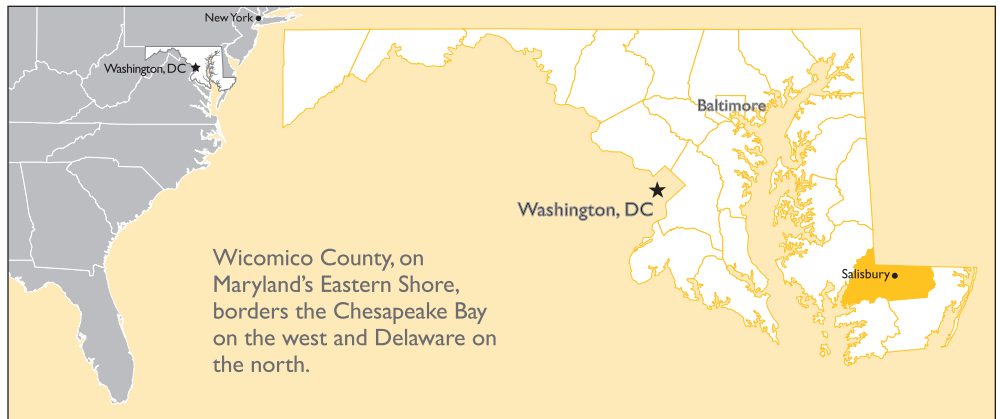 New York
Washington, DC
Baltimore
Washington, DC
Salisbury
Wicomico County, on
Maryland's Eastern Shore,
borders the Chesapeake Bay
on the west and Delaware on
the north.